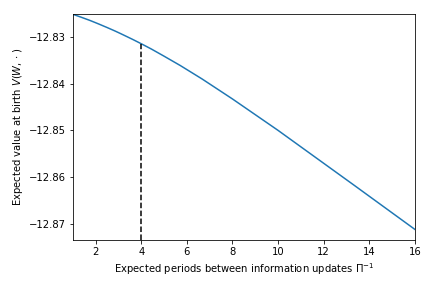 −12.83
−12.84
−12.85
−12.86
−12.87
Expected value at birth V(W, · )
2 4 6 8 10 12 14 16
Expected periods between information updates Π⁻¹